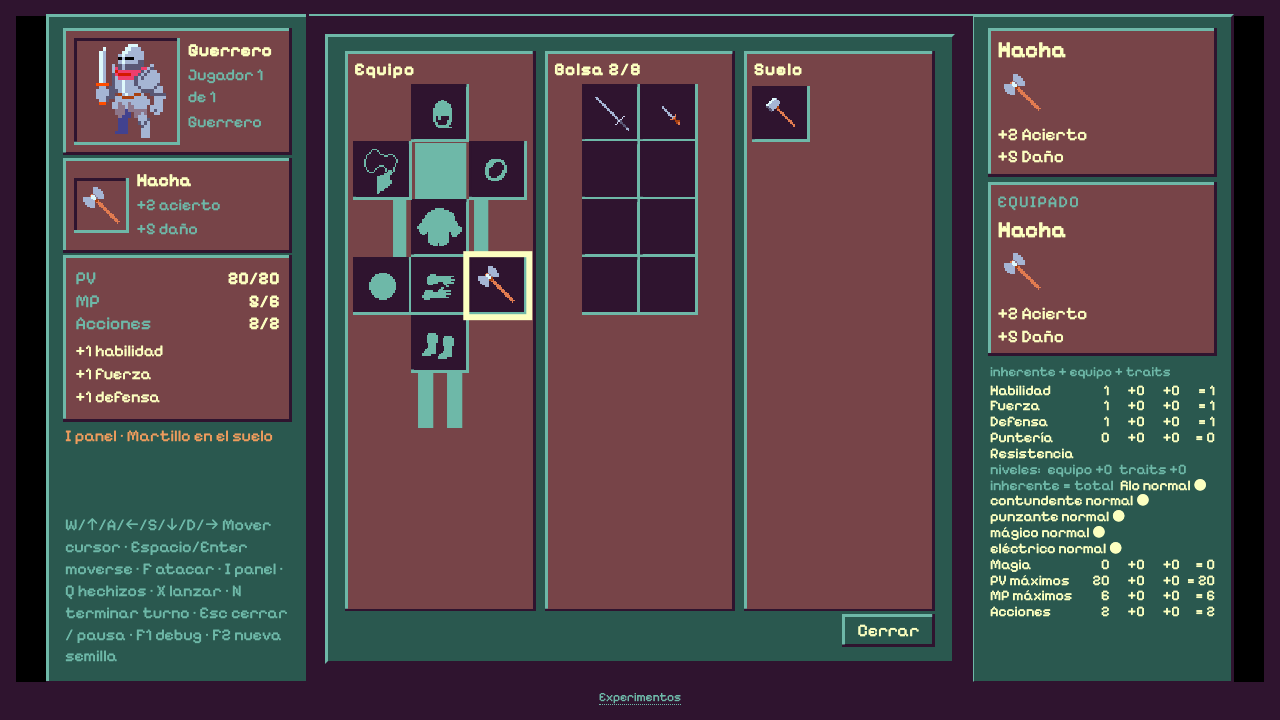 Guerrero
Jugador 1
de 1
Guerrero
Hacha
+2 acierto
+3 daño
PV 20/20
MP 3/6
Acciones 2/2
+1 habilidad
+1 fuerza
+1 defensa
I panel · Martillo en el suelo
W/↑/A/←/S/↓/D/→ Mover
cursor · Espacio/Enter
moverse · F atacar · I panel ·
Q hechizos · X lanzar · N
terminar turno · Esc cerrar
/ pausa · F1 debug · F2 nueva
semilla
Equipo
Bolsa 2/8
Suelo
Cerrar
Hacha
+2 Acierto
+3 Daño
EQUIPADO
Hacha
+2 Acierto
+3 Daño
inherente + equipo + traits
Habilidad 1 +0 +0 = 1
Fuerza 1 +0 +0 = 1
Defensa 1 +0 +0 = 1
Puntería 0 +0 +0 = 0
Resistencia
niveles: equipo +0 traits +0
inherente = total filo normal
contundente normal
punzante normal
mágico normal
eléctrico normal
Magia 0 +0 +0 = 0
PV máximos 20 +0 +0 = 20
MP máximos 6 +0 +0 = 6
Acciones 2 +0 +0 = 2
Experimentos